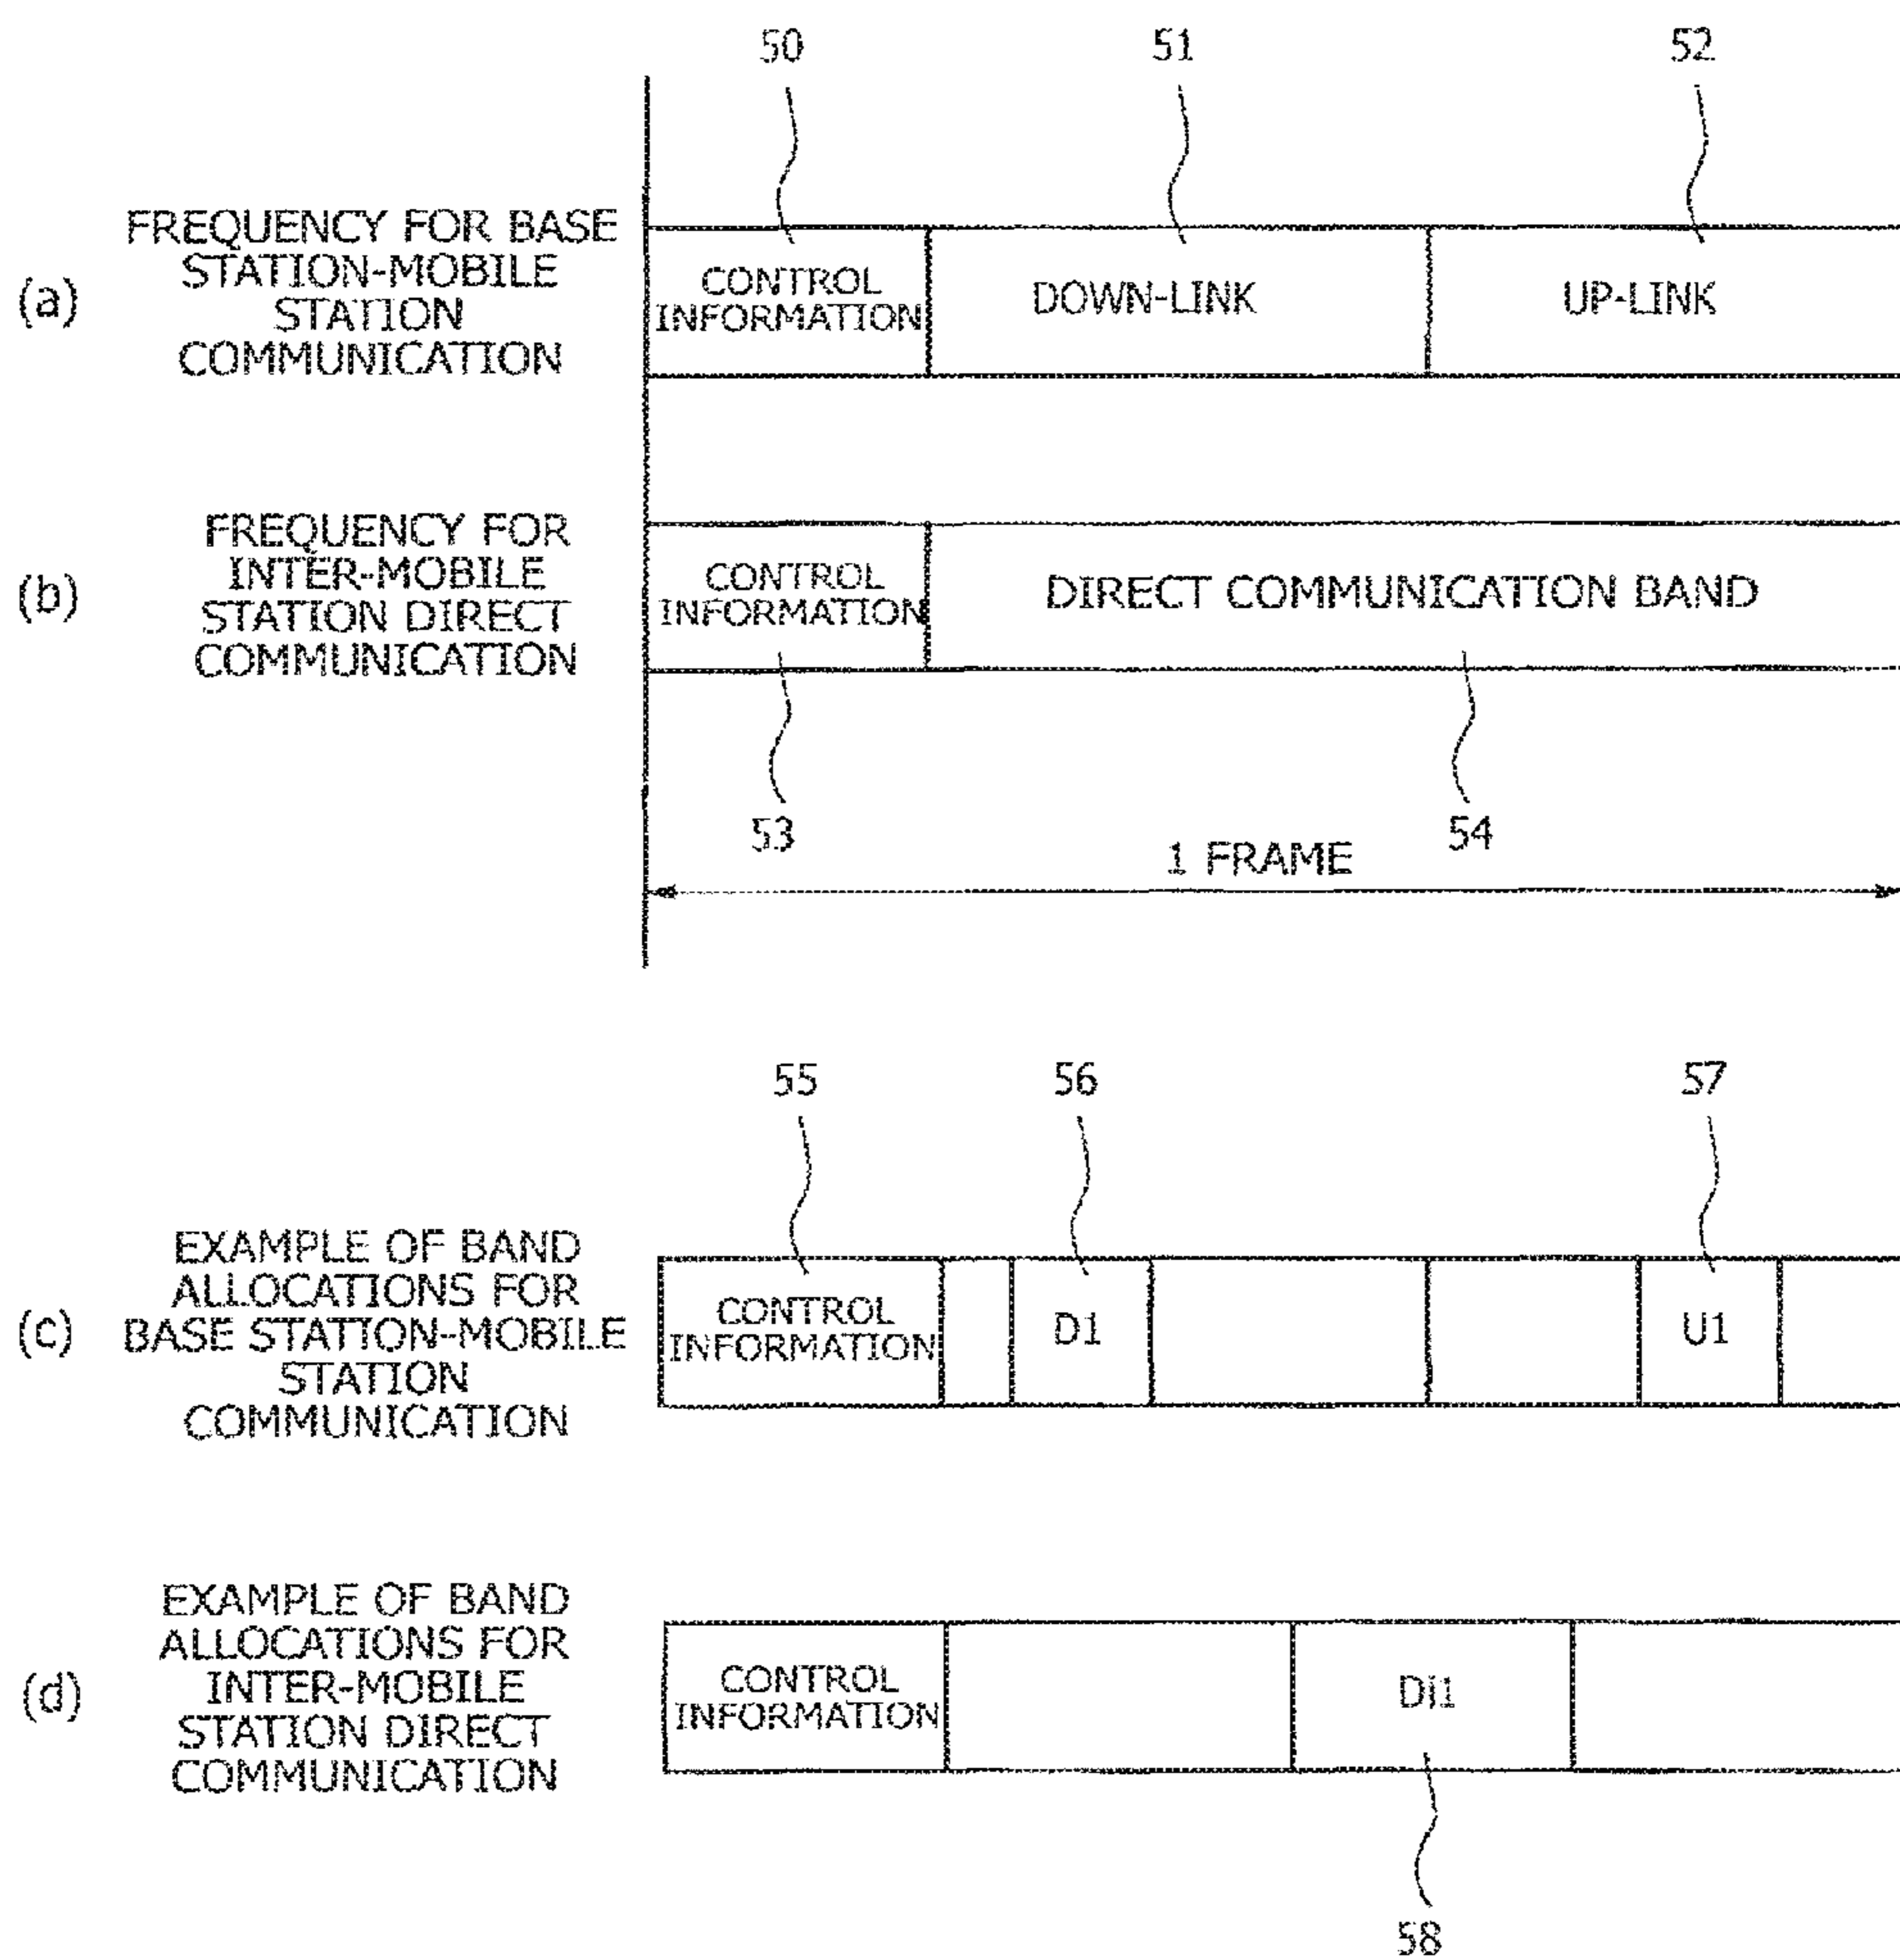 50 51 52
(a) FREQUENCY FOR BASE
STATION-MOBILE
STATION
COMMUNICATION
CONTROL
INFORMATION
DOWN-LINK
UP-LINK
(b) FREQUENCY FOR
INTER-MOBILE
STATION DIRECT
COMMUNICATION
CONTROL
INFORMATION
DIRECT COMMUNICATION BAND
53 54
1 FRAME
55 56 57
(c) EXAMPLE OF BAND
ALLOCATIONS FOR
BASE STATION-MOBILE
STATION
COMMUNICATION
CONTROL
INFORMATION
D1
U1
(d) EXAMPLE OF BAND
ALLOCATIONS FOR
INTER-MOBILE
STATION DIRECT
COMMUNICATION
CONTROL
INFORMATION
Di1
58